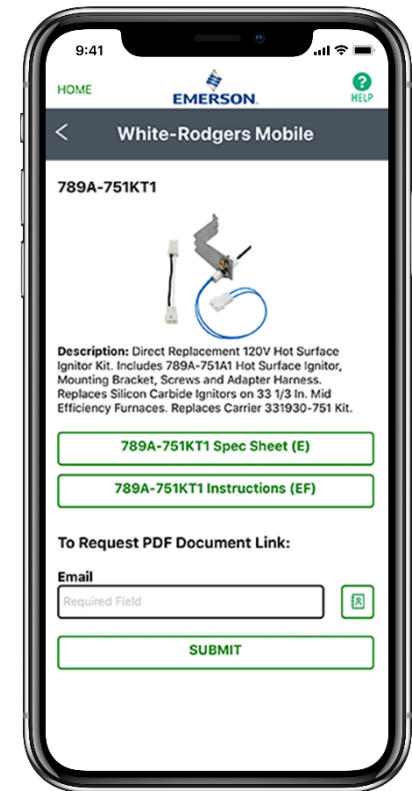 9:41
HOME
EMERSON.
HELP
White-Rodgers Mobile
789A-751KT1
Description: Direct Replacement 120V Hot Surface
Ignitor Kit. Includes 789A-751A1 Hot Surface Ignitor,
Mounting Bracket, Screws and Adapter Harness.
Replaces Silicon Carbide Ignitors on 33 1/3 In. Mid
Efficiency Furnaces. Replaces Carrier 331930-751 Kit.
789A-751KT1 Spec Sheet (E)
789A-751KT1 Instructions (EF)
To Request PDF Document Link:
Email
Required Field
SUBMIT